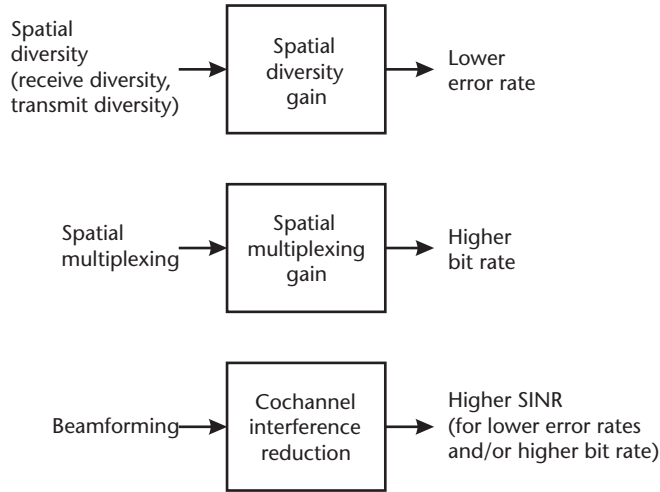 Spatial
diversity
(receive diversity,
transmit diversity)
Spatial
diversity
gain
Lower
error rate
Spatial
multiplexing
Spatial
multiplexing
gain
Higher
bit rate
Beamforming
Cochannel
interference
reduction
Higher SINR
(for lower error rates
and/or higher bit rate)